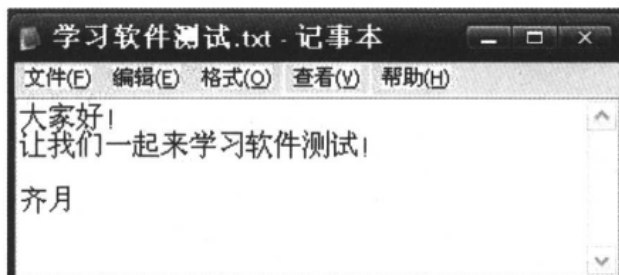 学习软件测试.txt - 记事本
文件(F) 编辑(E) 格式(O) 查看(V) 帮助(H)
大家好!
让我们一起来学习软件测试!
齐月